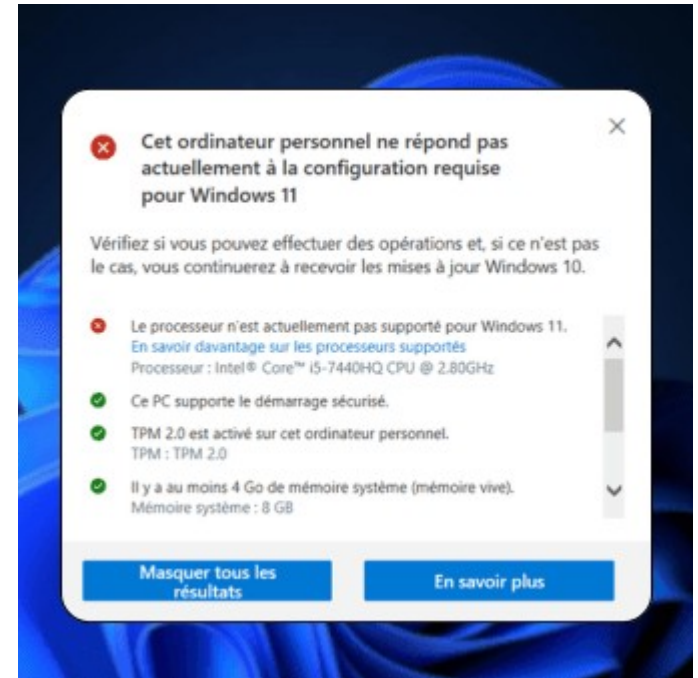 Cet ordinateur personnel ne répond pas
actuellement à la configuration requise
pour Windows 11
Vérifiez si vous pouvez effectuer des opérations et, si ce n'est pas
le cas, vous continuerez à recevoir les mises à jour Windows 10.
Le processeur n'est actuellement pas supporté pour Windows 11.
En savoir davantage sur les processeurs supportés
Processeur : Intel® Core™ i5-7440HQ CPU @ 2.80GHz
Ce PC supporte le démarrage sécurisé.
TPM 2.0 est activé sur cet ordinateur personnel.
TPM : TPM 2.0
Il y a au moins 4 Go de mémoire système (mémoire vive).
Mémoire système : 8 GB
Masquer tous les
résultats
En savoir plus